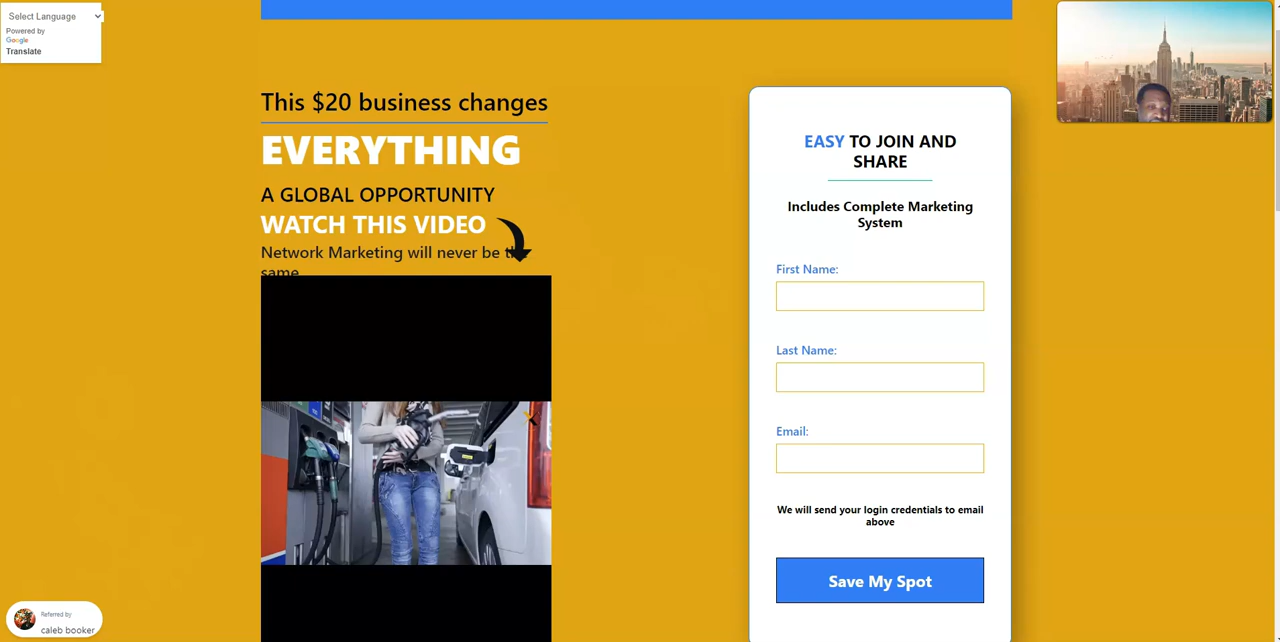 Select Language
Powered by
Google
Translate
This $20 business changes
EVERYTHING
A GLOBAL OPPORTUNITY
WATCH THIS VIDEO
Network Marketing will never be the
same
EASY TO JOIN AND
SHARE
Includes Complete Marketing
System
First Name:
Last Name:
Email:
We will send your login credentials to email
above
Save My Spot
Referred by
caleb booker